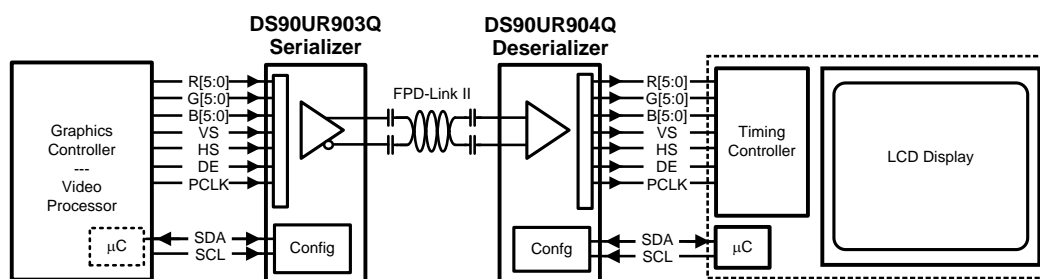 DS90UR903Q
Serializer
DS90UR904Q
Deserializer
Graphics
Controller
---
Video
Processor
µC
R[5:0]
G[5:0]
B[5:0]
VS
HS
DE
PCLK
SDA
SCL
Config
FPD-Link II
Confg
R[5:0]
G[5:0]
B[5:0]
VS
HS
DE
PCLK
SDA
SCL
Timing
Controller
µC
LCD Display